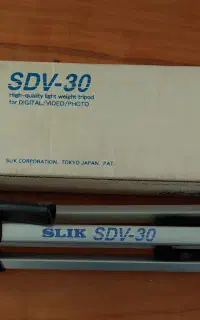 SDV-30
High-quality light weight tripod
for DIGITAL/VIDEO/PHOTO
SLIK CORPORATION, TOKYO JAPAN, PAT.
SLIK SDV-30